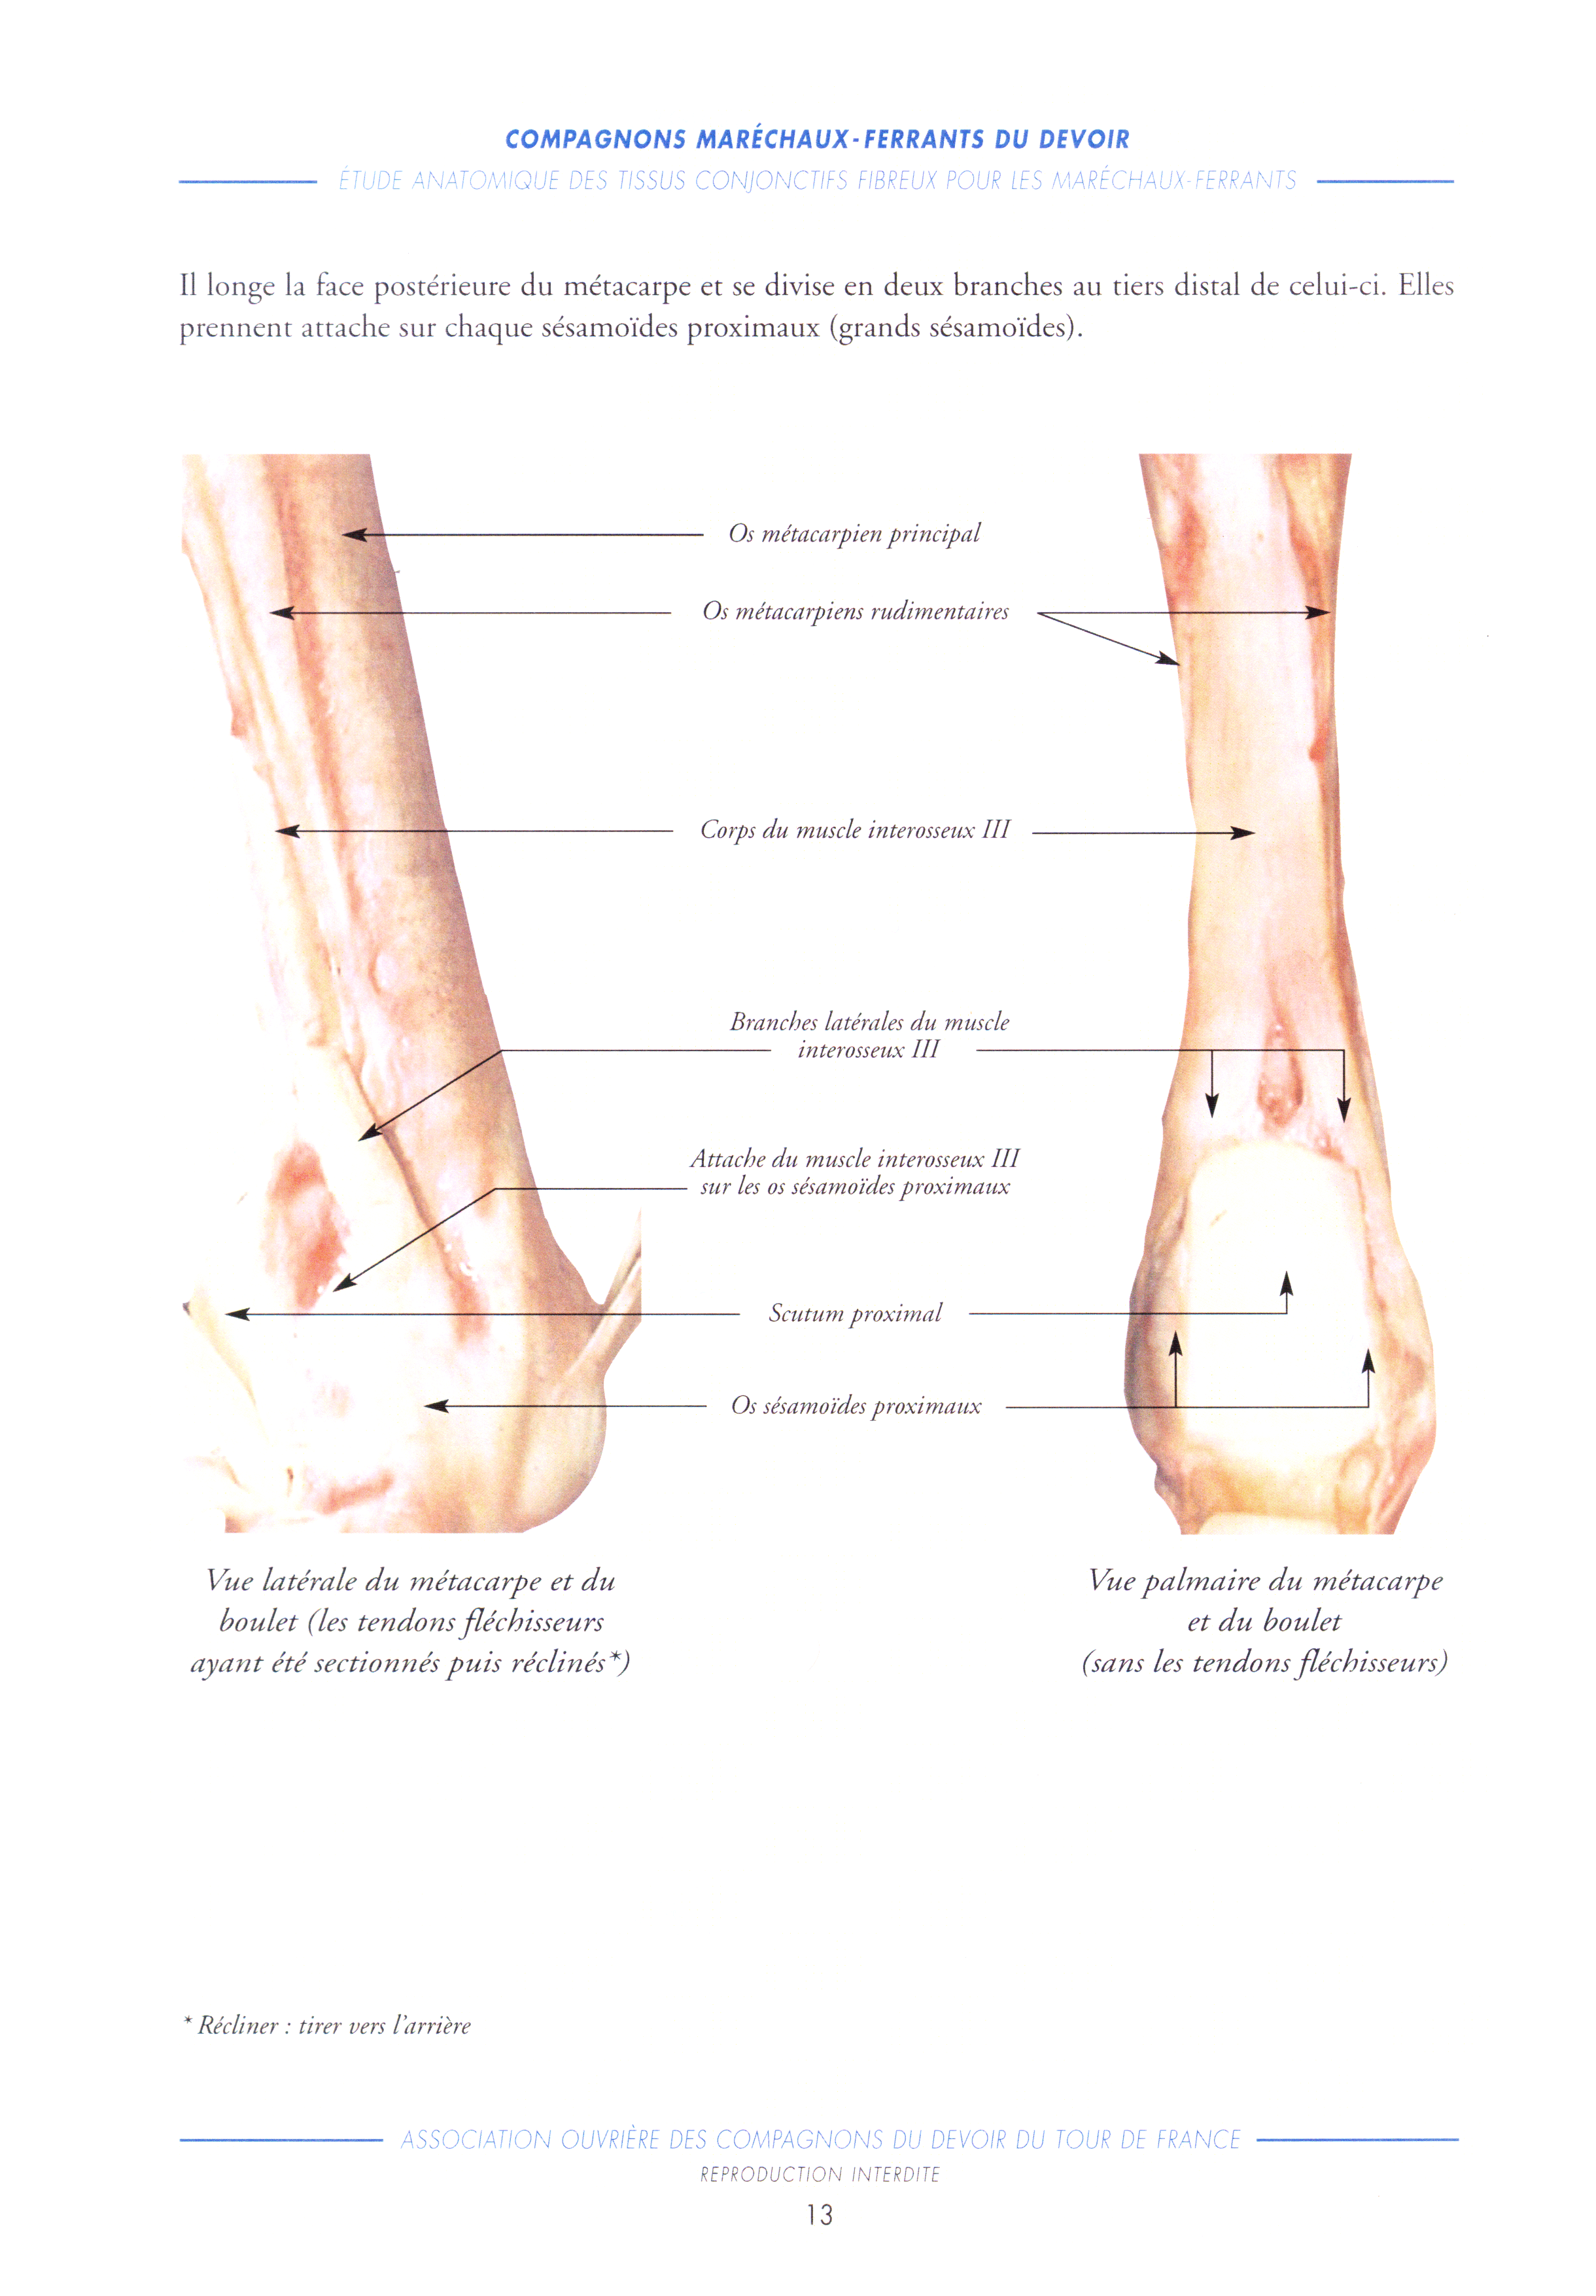 COMPAGNONS MARÉCHAUX-FERRANTS DU DEVOIR
ÉTUDE ANATOMIQUE DES TISSUS CONJONCTIFS FIBREUX POUR LES MARÉCHAUX-FERRANTS
Il longe la face postérieure du métacarpe et se divise en deux branches au tiers distal de celui-ci. Elles
prennent attache sur chaque sésamoïdes proximaux (grands sésamoïdes).
Os métacarpien principal
Os métacarpiens rudimentaires
Corps du muscle interosseux III
Branches latérales du muscle
interosseux III
Attache du muscle interosseux III
sur les os sésamoïdes proximaux
Scutum proximal
Os sésamoïdes proximaux
Vue latérale du métacarpe et du
boulet (les tendons fléchisseurs
ayant été sectionnés puis réclinés*)
Vue palmaire du métacarpe
et du boulet
(sans les tendons fléchisseurs)
* Récliner : tirer vers l'arrière
ASSOCIATION OUVRIÈRE DES COMPAGNONS DU DEVOIR DU TOUR DE FRANCE
REPRODUCTION INTERDITE
13